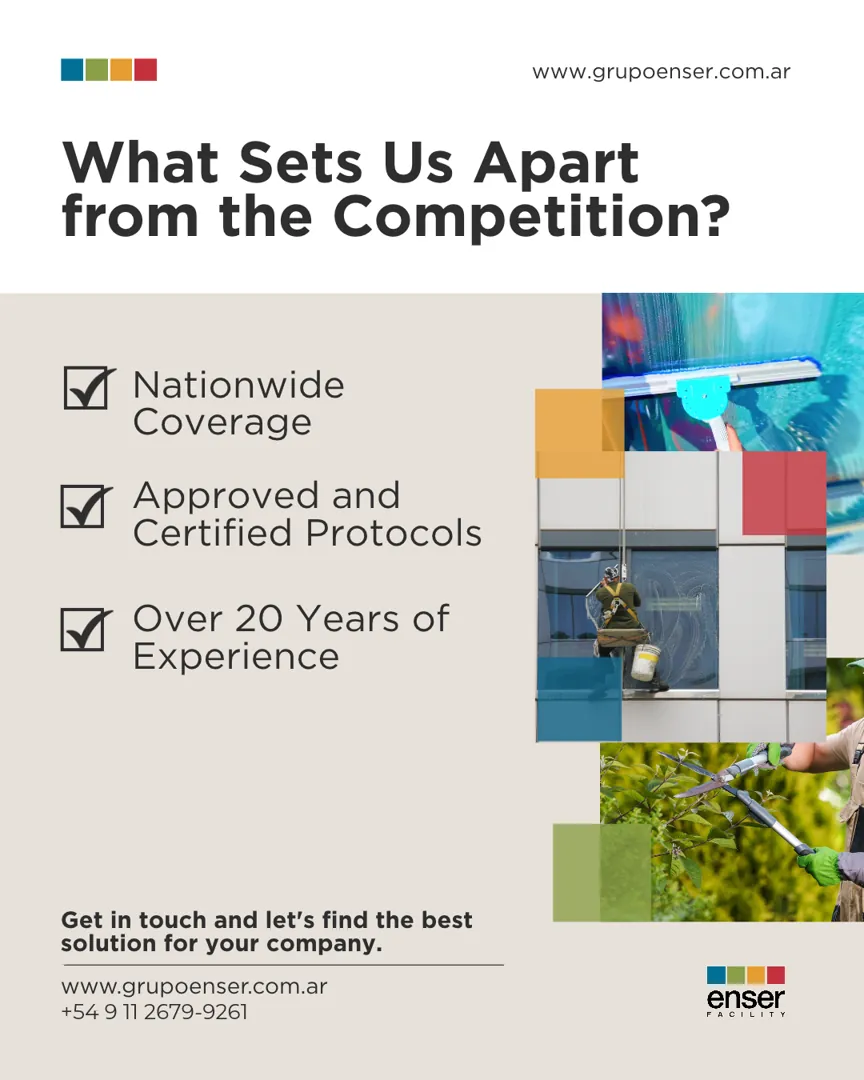 www.grupoenser.com.ar
What Sets Us Apart
from the Competition?
Nationwide
Coverage
Approved and
Certified Protocols
Over 20 Years of
Experience
Get in touch and let's find the best
solution for your company.
www.grupoenser.com.ar
+54 9 11 2679-9261
enser
FACILITY